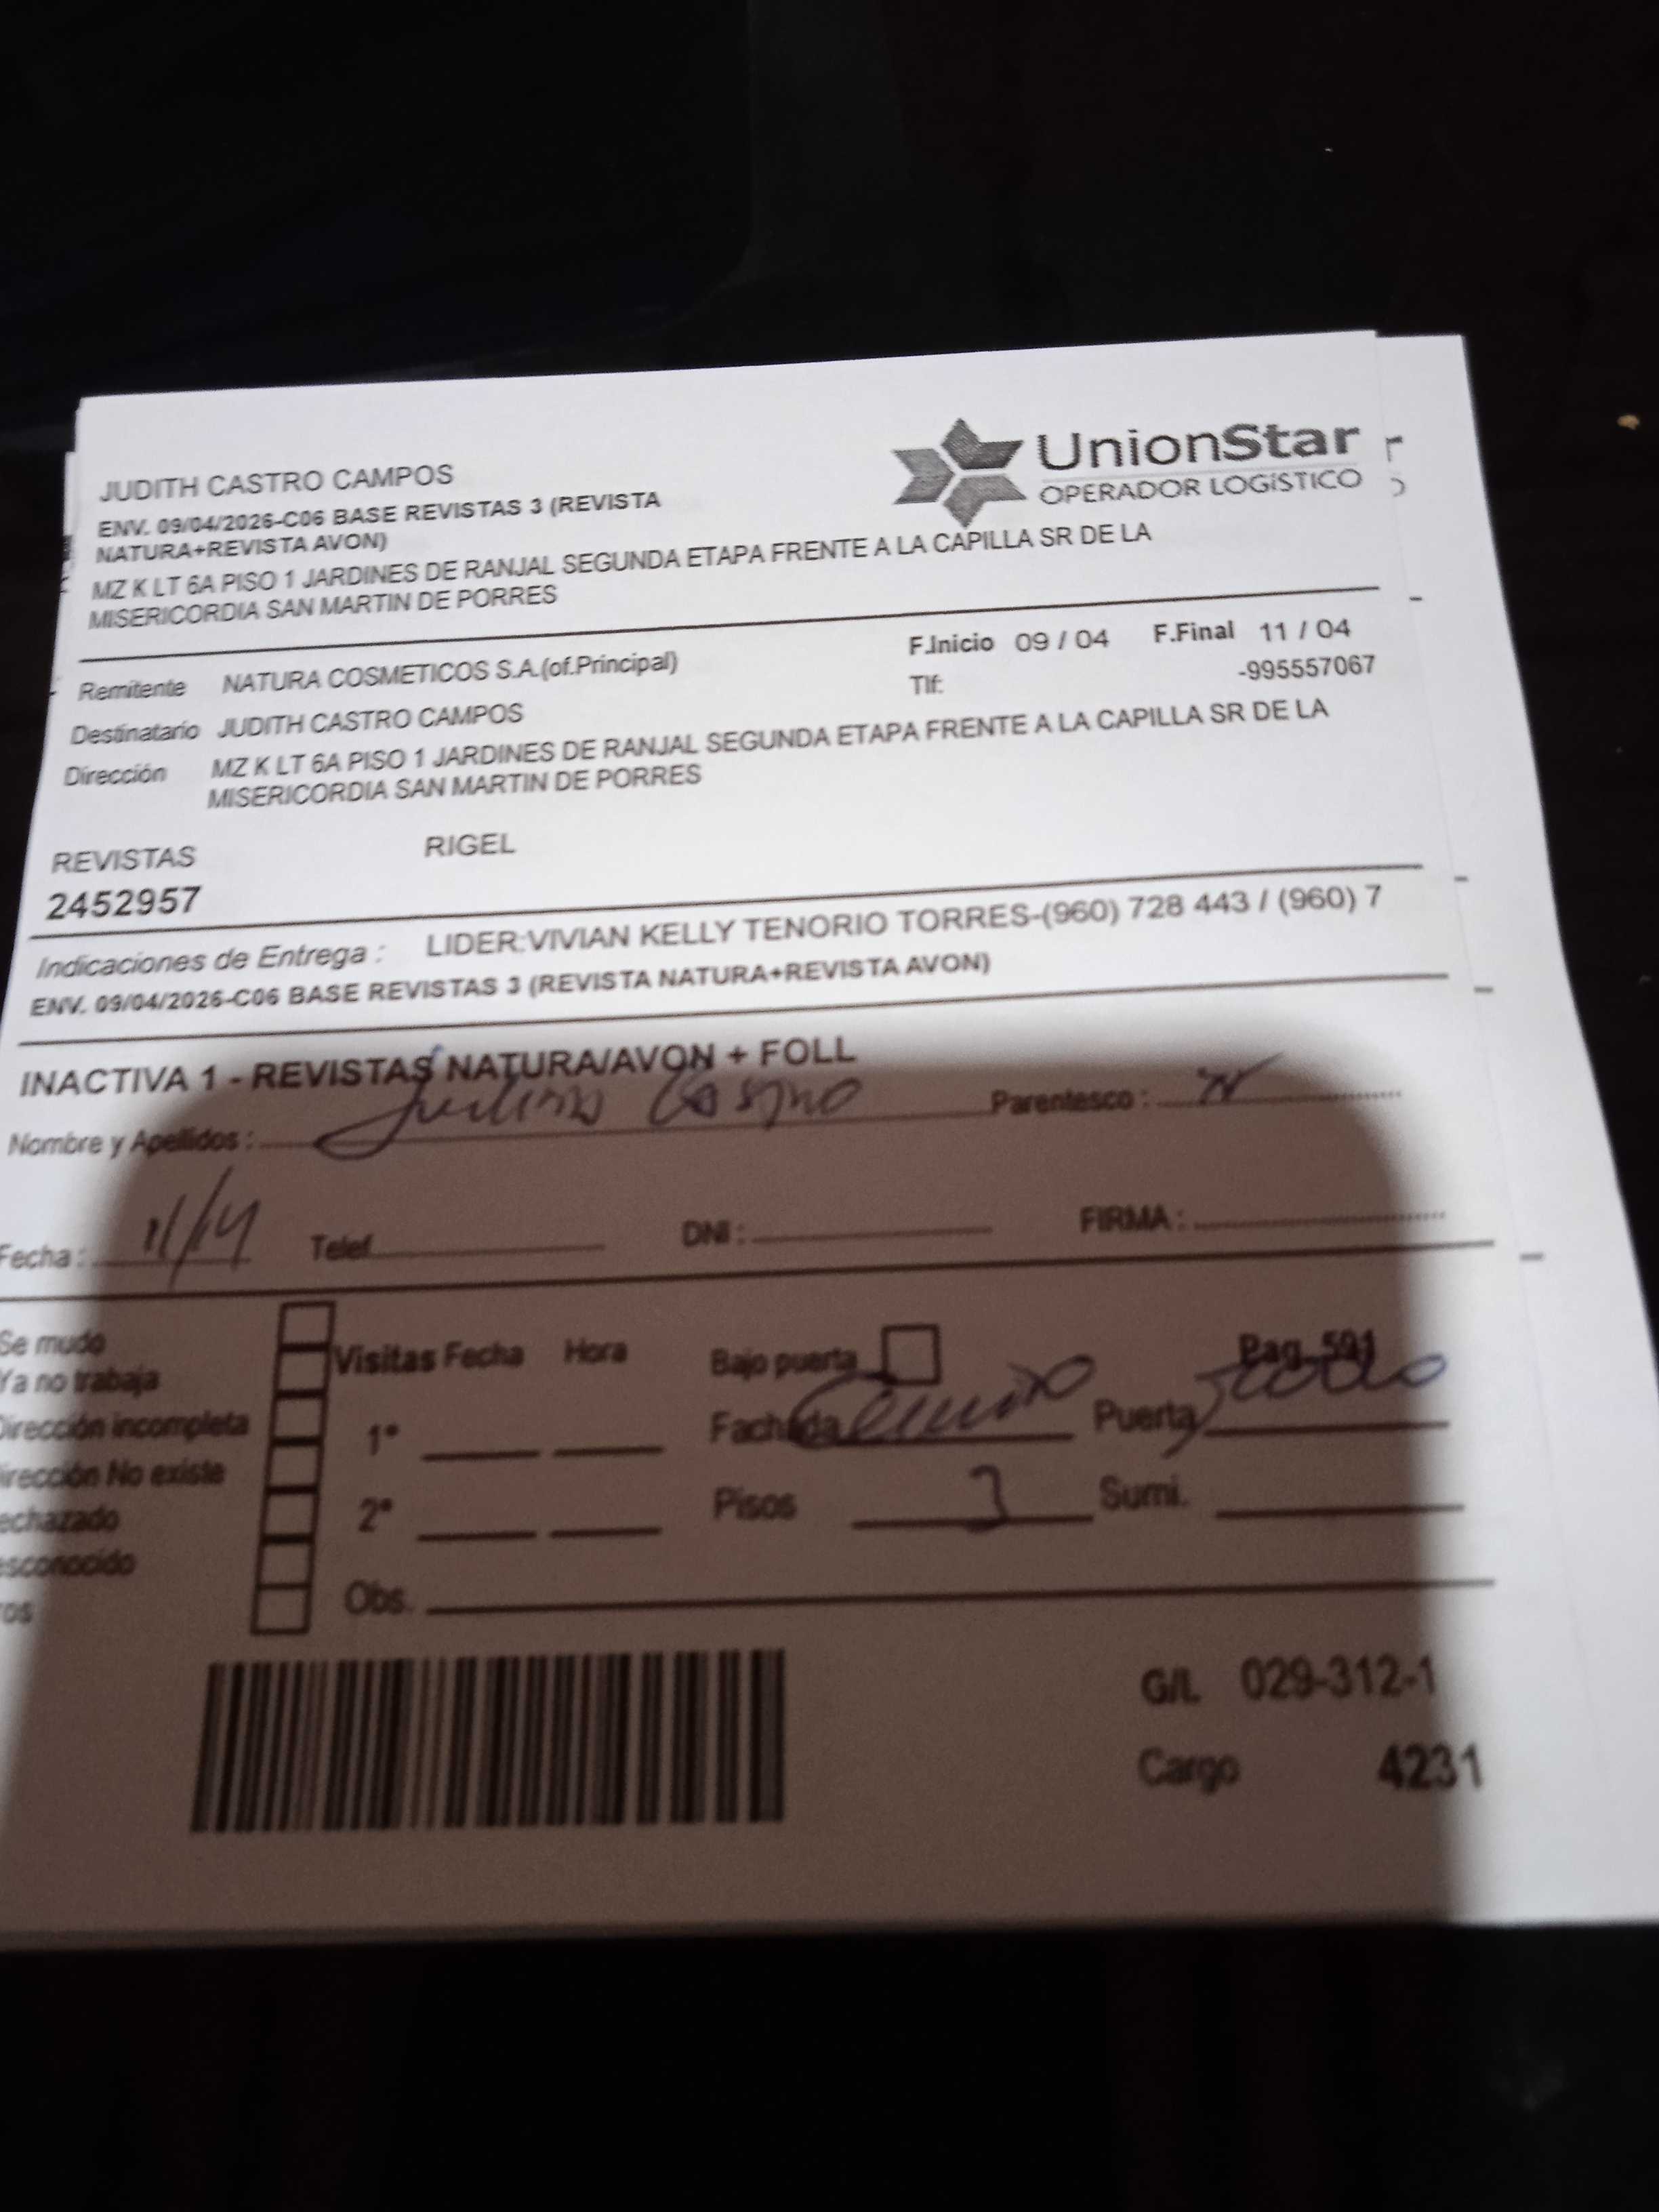 JUDITH CASTRO CAMPOS
UnionStar
OPERADOR LOGÍSTICO
ENV. 09/04/2026-C06 BASE REVISTAS 3 (REVISTA
NATURA+REVISTA AVON)
MZ K LT 6A PISO 1 JARDINES DE RANJAL SEGUNDA ETAPA FRENTE A LA CAPILLA SR DE LA
MISERICORDIA SAN MARTIN DE PORRES
F.Inicio 09 / 04 F.Final 11 / 04
Remitente NATURA COSMETICOS S.A.(of.Principal)
Tlf: -995557067
Destinatario JUDITH CASTRO CAMPOS
Dirección MZ K LT 6A PISO 1 JARDINES DE RANJAL SEGUNDA ETAPA FRENTE A LA CAPILLA SR DE LA
MISERICORDIA SAN MARTIN DE PORRES
REVISTAS RIGEL
2452957
Indicaciones de Entrega : LIDER:VIVIAN KELLY TENORIO TORRES-(960) 728 443 / (960) 7
ENV. 09/04/2026-C06 BASE REVISTAS 3 (REVISTA NATURA+REVISTA AVON)
INACTIVA 1 - REVISTAS NATURA/AVON + FOLL
Nombre y Apellidos : Castro Parentesco :
Fecha : Telef. DNI : FIRMA :
Se mudo
Ya no trabaja
Dirección incompleta
irección No existe
echazado
esconocido
ros
Visitas Fecha Hora Bajo puerta Pag. 591
1° Fachada Puerta
2° Pisos 3 Sumi.
Obs.
G/L 029-312-1
Cargo 4231